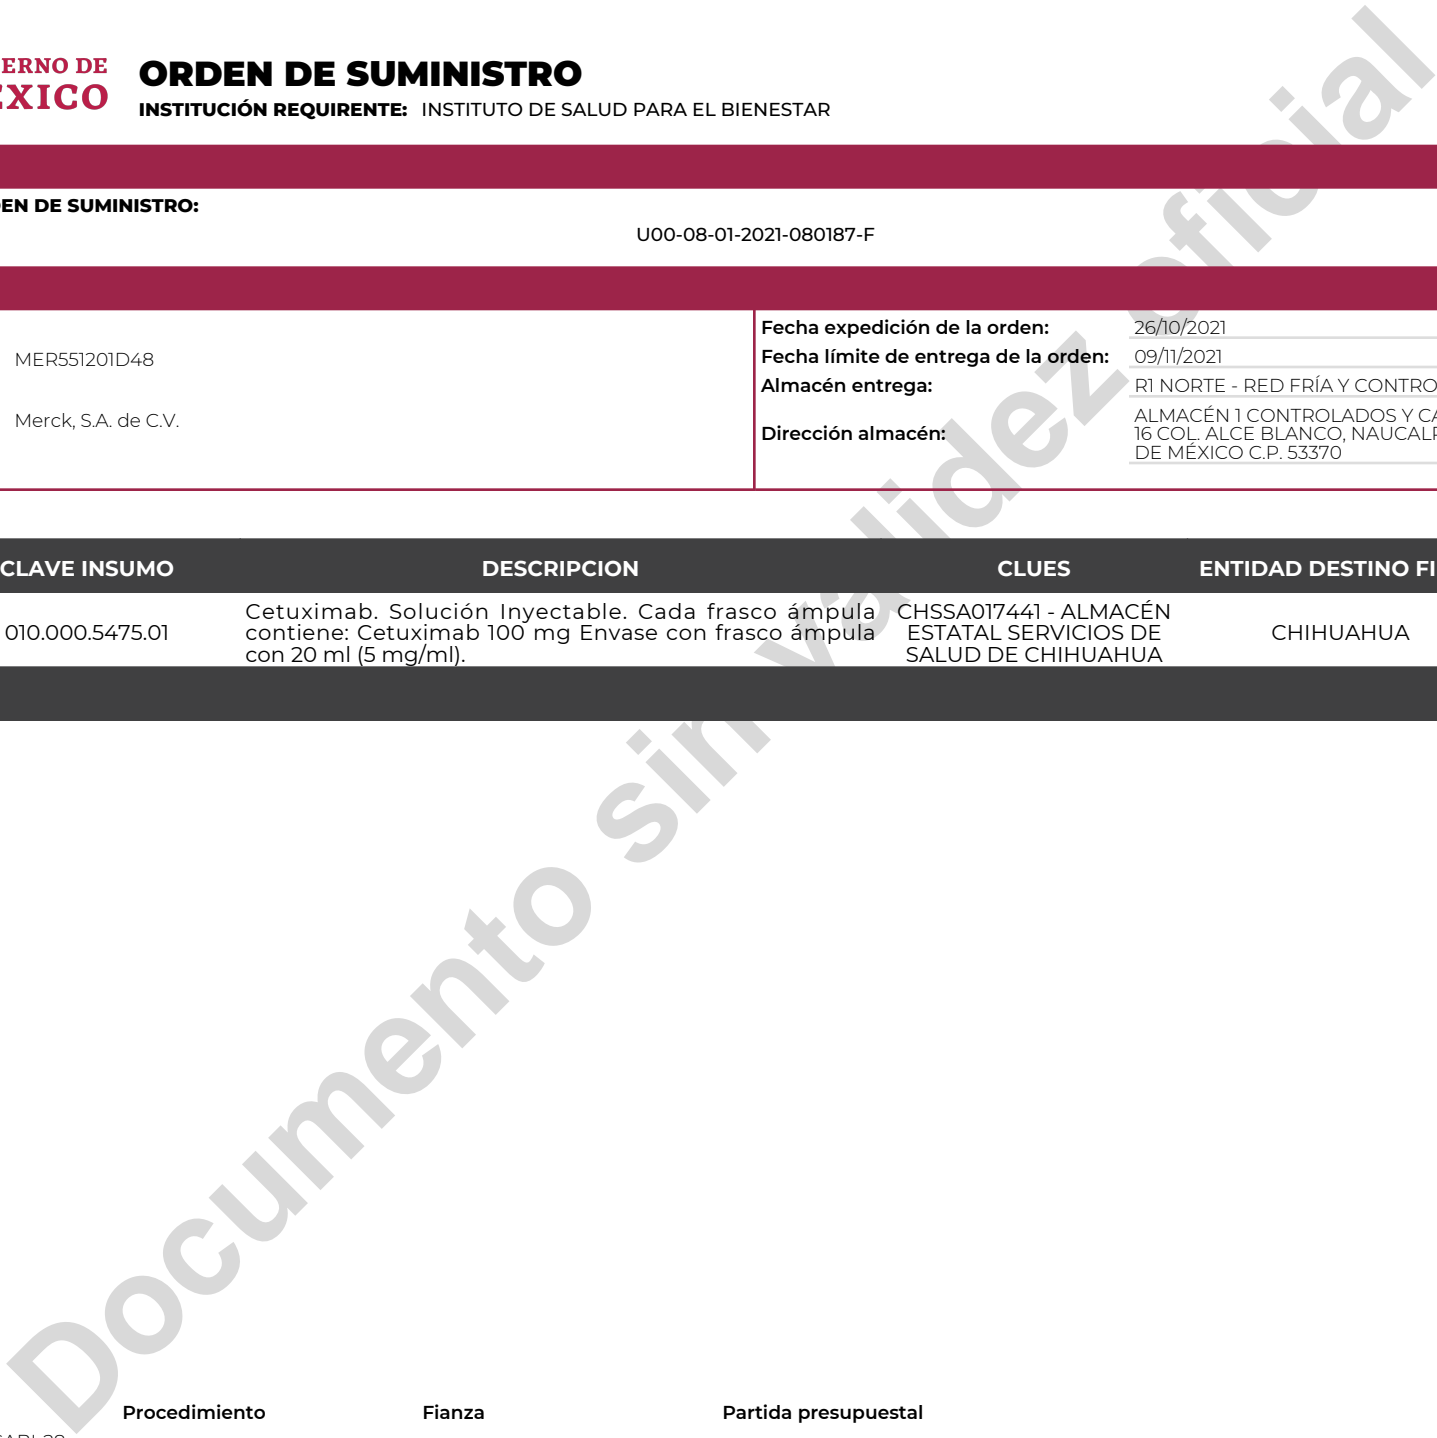 ERNO DE
ÉXICO
ORDEN DE SUMINISTRO
INSTITUCIÓN REQUIRENTE: INSTITUTO DE SALUD PARA EL BIENESTAR
EN DE SUMINISTRO:
U00-08-01-2021-080187-F
MER551201D48
Merck, S.A. de C.V.
Fecha expedición de la orden: 26/10/2021
Fecha límite de entrega de la orden: 09/11/2021
Almacén entrega: R1 NORTE - RED FRÍA Y CONTRO
Dirección almacén: ALMACÉN 1 CONTROLADOS Y CA
16 COL. ALCE BLANCO, NAUCALP
DE MÉXICO C.P. 53370
CLAVE INSUMO DESCRIPCION CLUES ENTIDAD DESTINO FI
010.000.5475.01
Cetuximab. Solución Inyectable. Cada frasco ámpula
contiene: Cetuximab 100 mg Envase con frasco ámpula
con 20 ml (5 mg/ml).
CHSSA017441 - ALMACÉN
ESTATAL SERVICIOS DE
SALUD DE CHIHUAHUA
CHIHUAHUA
Documento sin validez oficial
Procedimiento Fianza Partida presupuestal